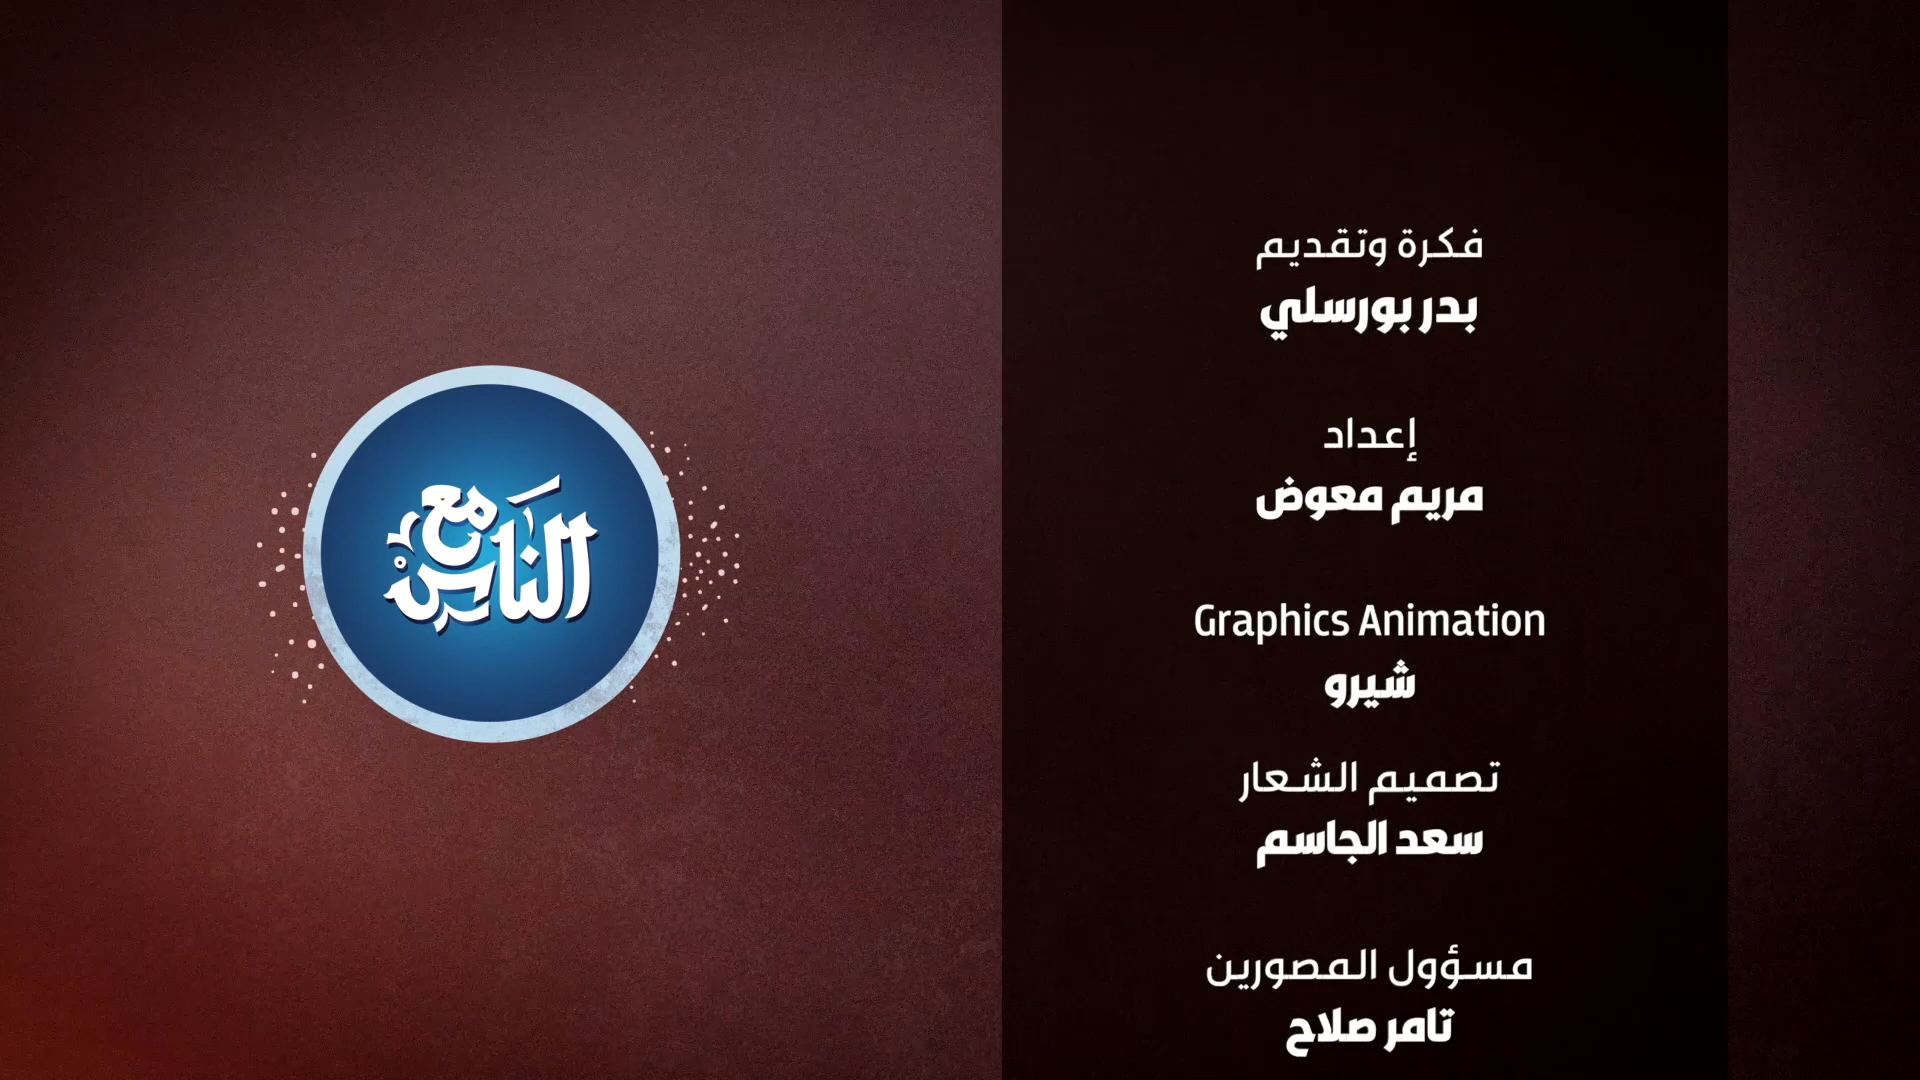 مع
الناس
فكرة وتقديم
بدر بورسلي
إعداد
مريم معوض
Graphics Animation
شيرو
تصميم الشعار
سعد الجاسم
مسؤول المصورين
تامر صلاح